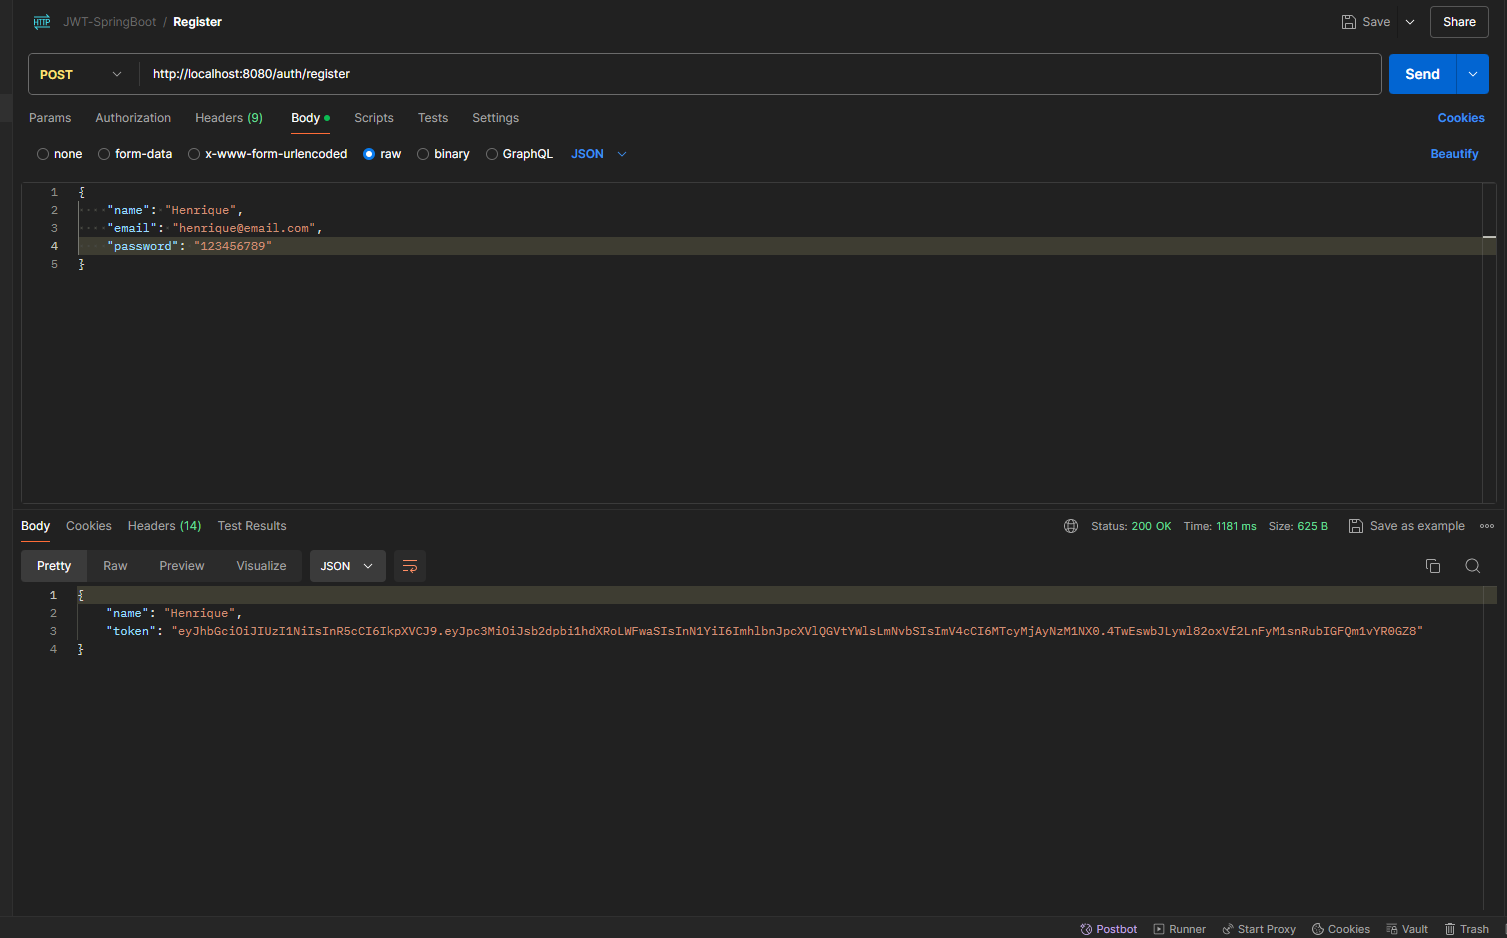 HTTP JWT-SpringBoot / Register Save Share
POST http://localhost:8080/auth/register Send
Params Authorization Headers (9) Body Scripts Tests Settings Cookies
none form-data x-www-form-urlencoded raw binary GraphQL JSON Beautify
1 {
2 "name": "Henrique",
3 "email": "henrique@email.com",
4 "password": "123456789"
5 }
Body Cookies Headers (14) Test Results Status: 200 OK Time: 1181 ms Size: 625 B Save as example
Pretty Raw Preview Visualize JSON
1 {
2 "name": "Henrique",
3 "token": "eyJhbGciOiJIUzI1NiIsInR5cCI6IkpXVCJ9.eyJpc3MiOiJsb2dpbi1hdXRoLWFwaSIsInN1YiI6ImhlbnJpcXVlQGVtYWlsLmNvbSIsImV4cCI6MTcyMjAyNzM1NX0.4TwEswbJLywl82oxVf2LnFyM1snRubIGFQm1vYR0GZ8"
4 }
Postbot Runner Start Proxy Cookies Vault Trash